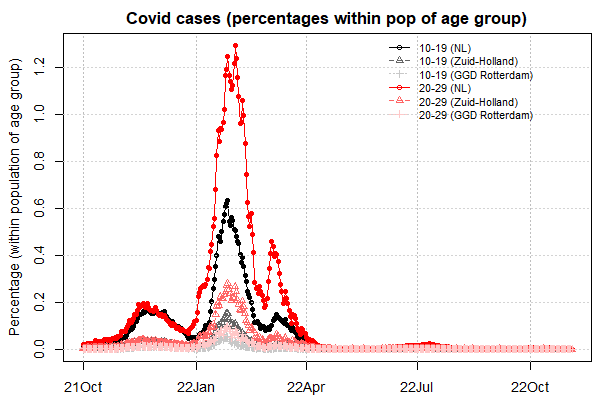 Covid cases (percentages within pop of age group)
Percentage (within population of age group)
1.2
1.0
0.8
0.6
0.4
0.2
0.0
10-19 (NL)
10-19 (Zuid-Holland)
10-19 (GGD Rotterdam)
20-29 (NL)
20-29 (Zuid-Holland)
20-29 (GGD Rotterdam)
21Oct 22Jan 22Apr 22Jul 22Oct